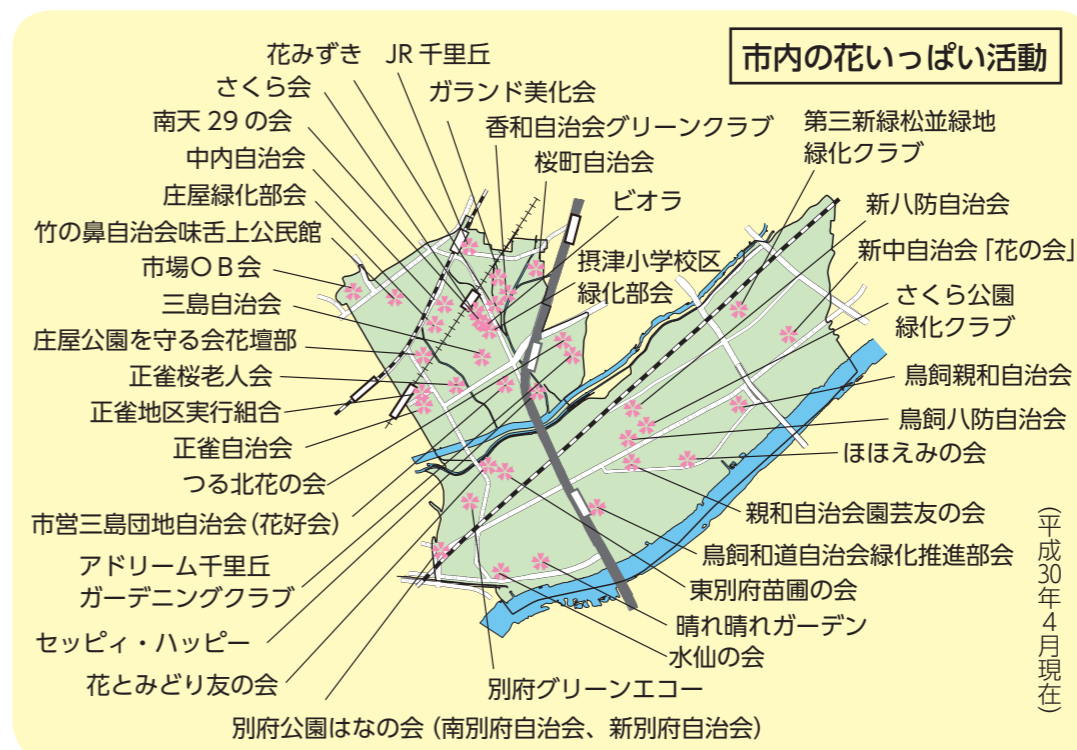 市内の花いっぱい活動
花みずき
JR千里丘
さくら会
ガランド美化会
南天29の会
香和自治会グリーンクラブ
中内自治会
桜町自治会
庄屋緑化部会
ビオラ
竹の鼻自治会味舌上公民館
摂津小学校区
緑化部会
市場ＯＢ会
三島自治会
庄屋公園を守る会花壇部
正雀桜老人会
正雀地区実行組合
正雀自治会
つる北花の会
市営三島団地自治会（花好会）
アドリーム千里丘
ガーデニングクラブ
セッピィ・ハッピー
花とみどり友の会
別府公園はなの会（南別府自治会、新別府自治会）
第三新緑松並緑地
緑化クラブ
新八防自治会
新中自治会「花の会」
さくら公園
緑化クラブ
鳥飼親和自治会
鳥飼八防自治会
ほほえみの会
親和自治会園芸友の会
鳥飼和道自治会緑化推進部会
東別府苗圃の会
晴れ晴れガーデン
水仙の会
別府グリーンエコー
（平成30年4月現在）